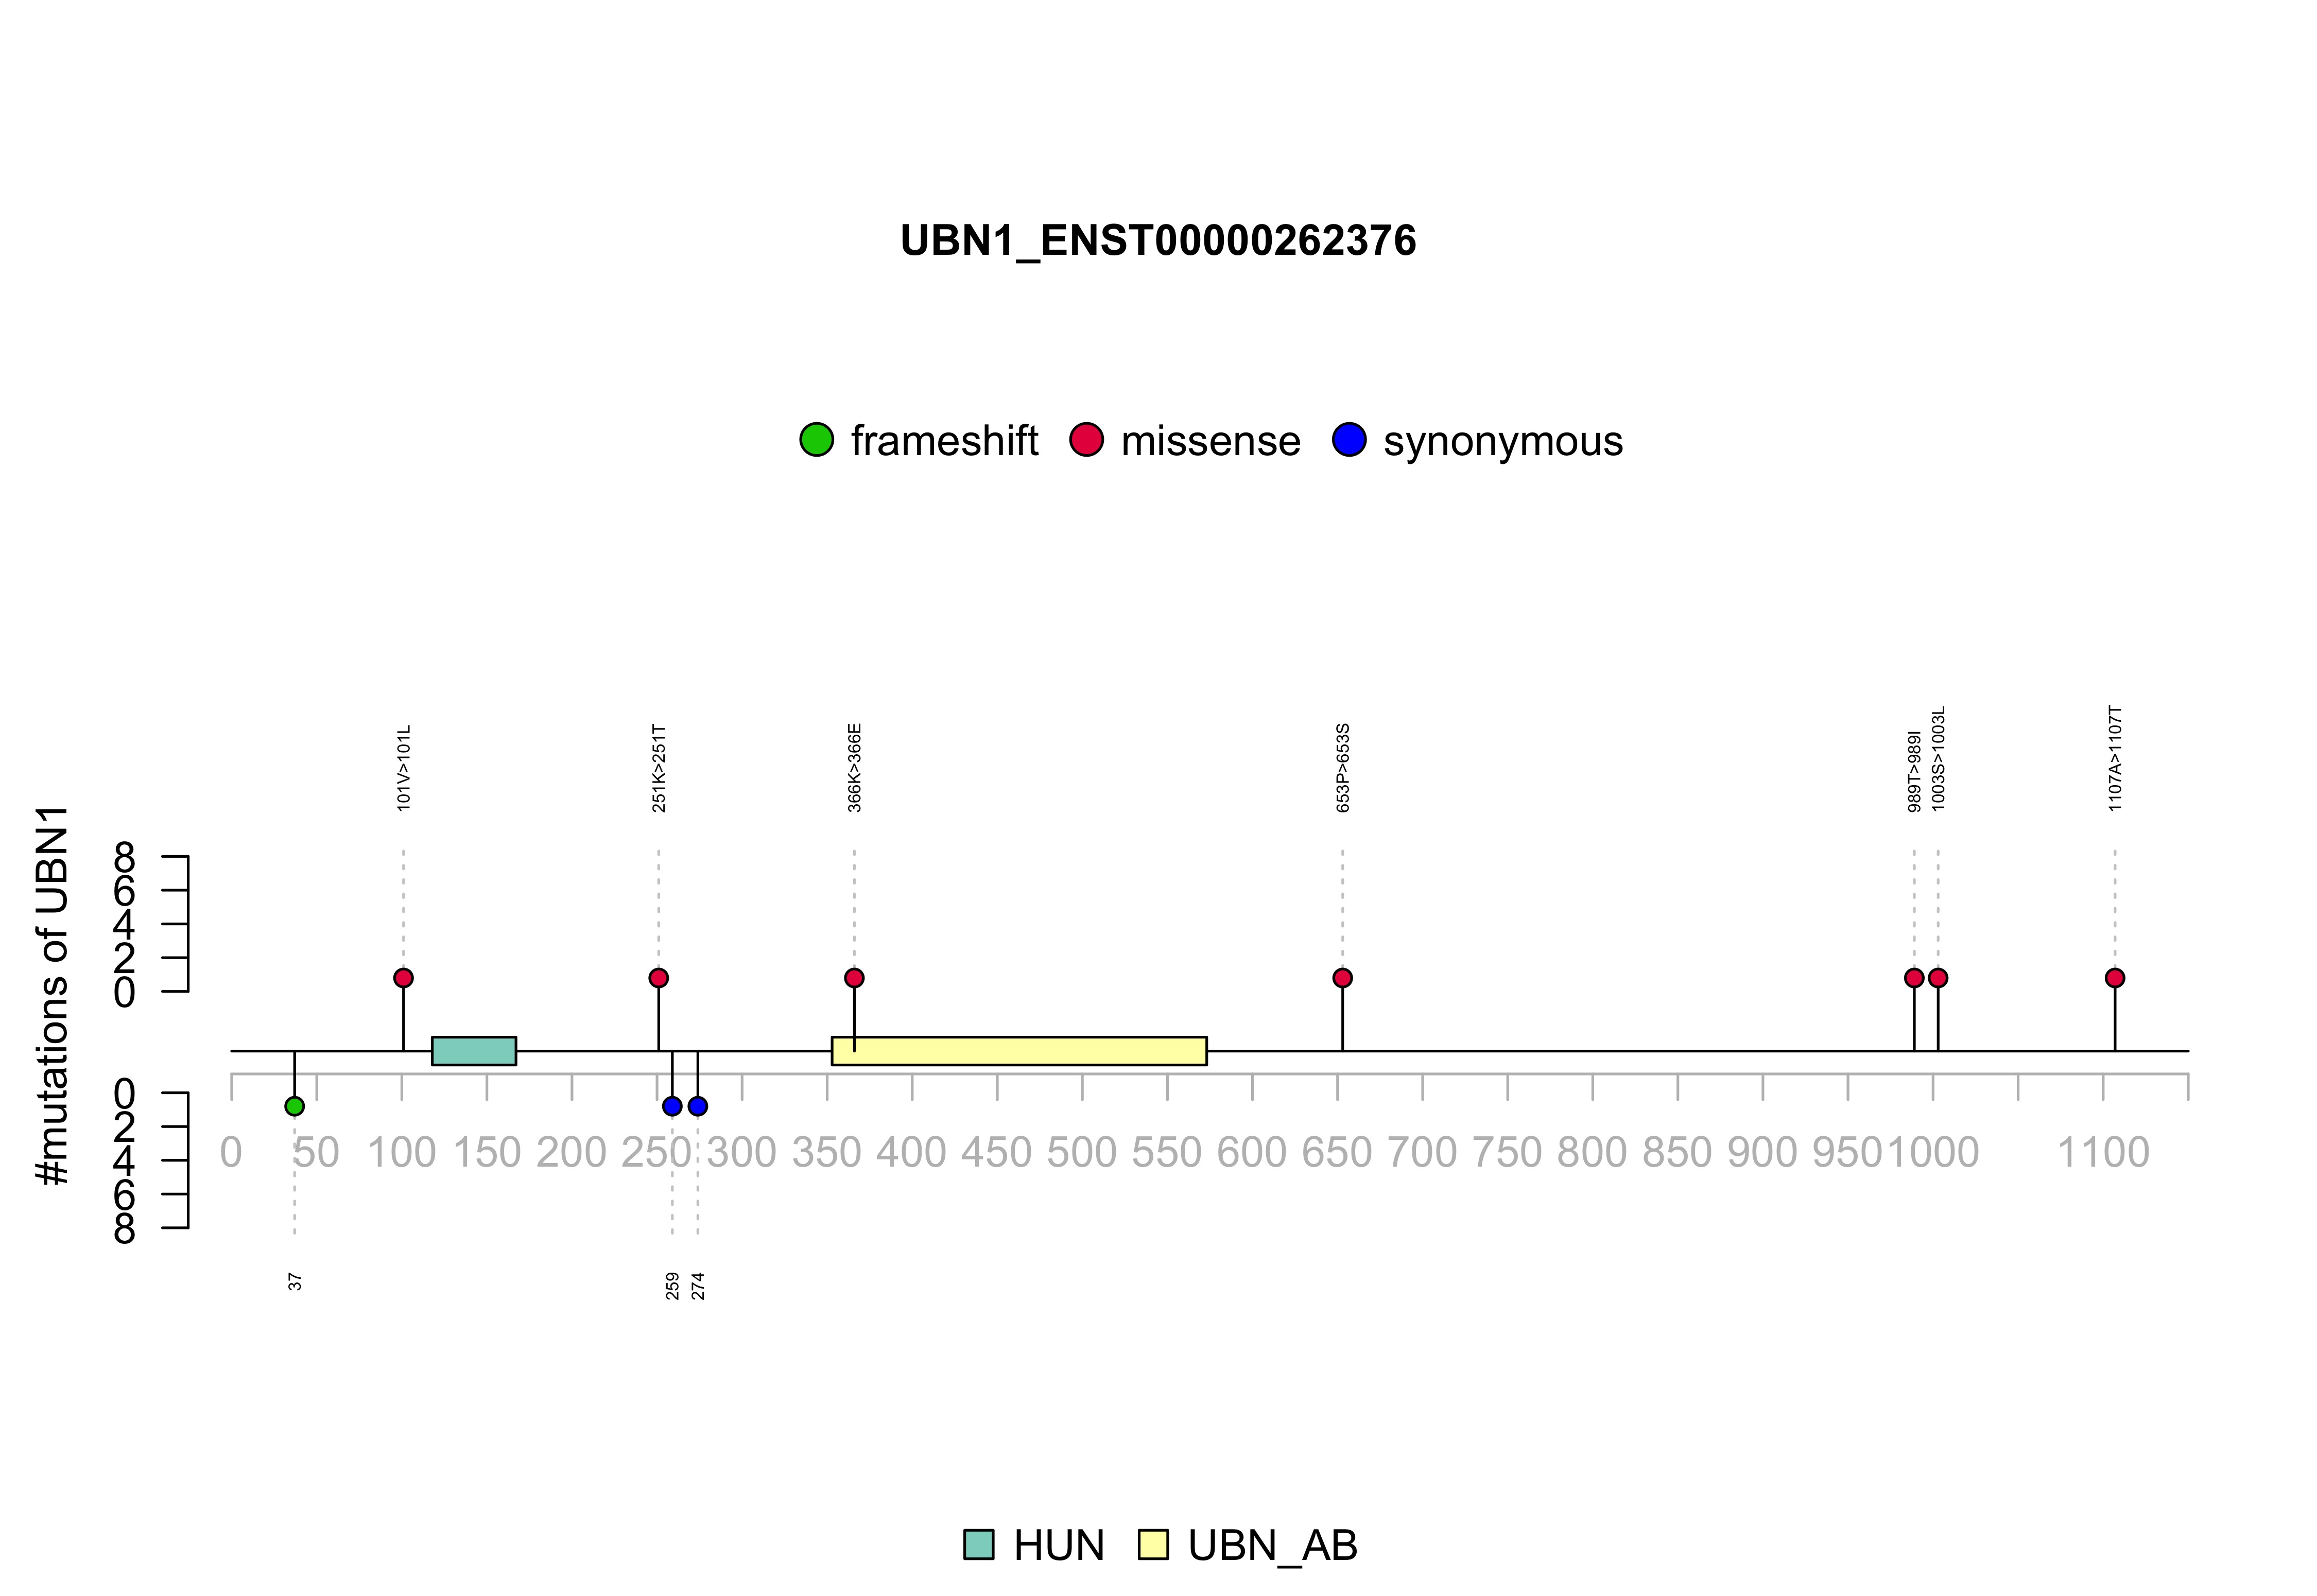 UBN1_ENST00000262376
frameshift missense synonymous
101V>101L
251K>251T
366K>366E
653P>653S
989T>989I
1003S>1003L
1107A>1107T
#mutations of UBN1
8
6
4
2
0
0
2
4
6
8
0 50 100 150 200 250 300 350 400 450 500 550 600 650 700 750 800 850 900 950 1000 1100
37
259
274
HUN UBN_AB